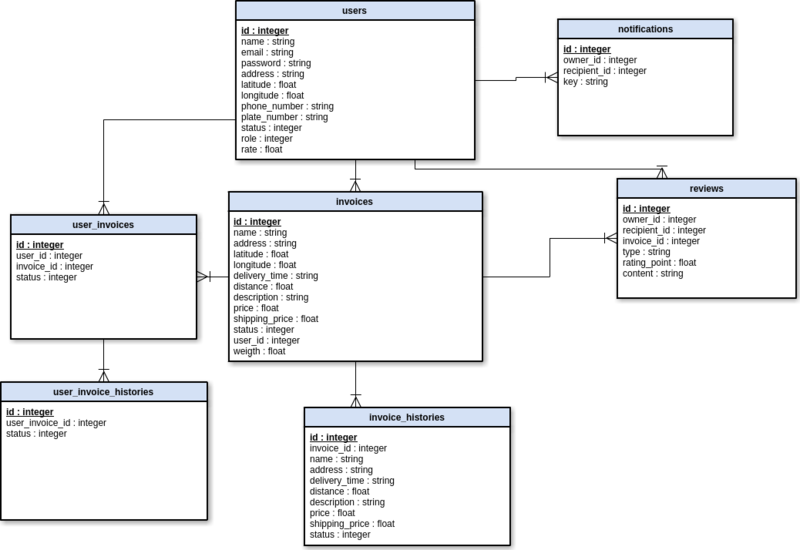 users
id : integer
name : string
email : string
password : string
address : string
latitude : float
longitude : float
phone_number : string
plate_number : string
status : integer
role : integer
rate : float
notifications
id : integer
owner_id : integer
recipient_id : integer
key : string
user_invoices
id : integer
user_id : integer
invoice_id : integer
status : integer
invoices
id : integer
name : string
address : string
latitude : float
longitude : float
delivery_time : string
distance : float
description : string
price : float
shipping_price : float
status : integer
user_id : integer
weigth : float
reviews
id : integer
owner_id : integer
recipient_id : integer
invoice_id : integer
type : string
rating_point : float
content : string
user_invoice_histories
id : integer
user_invoice_id : integer
status : integer
invoice_histories
id : integer
invoice_id : integer
name : string
address : string
delivery_time : string
distance : float
description : string
price : float
shipping_price : float
status : integer